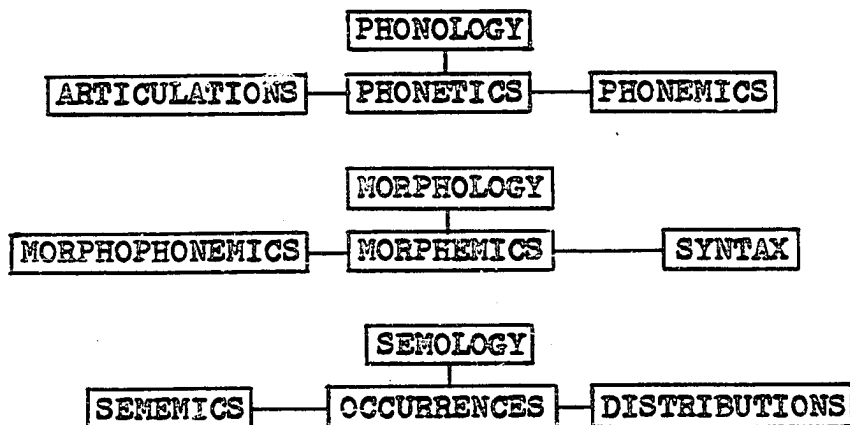 PHONOLOGY
ARTICULATIONS PHONETICS PHONEMICS
MORPHOLOGY
MORPHOPHONEMICS MORPHEMICS SYNTAX
SEMOLOGY
SEMEMICS OCCURRENCES DISTRIBUTIONS